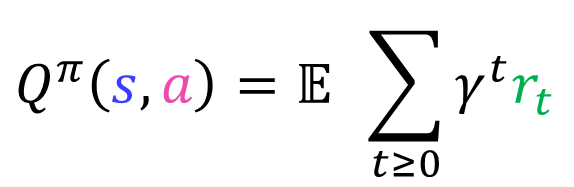 Q^π(s, a) = 𝔼 ∑_{t≥0} γ^t r_t